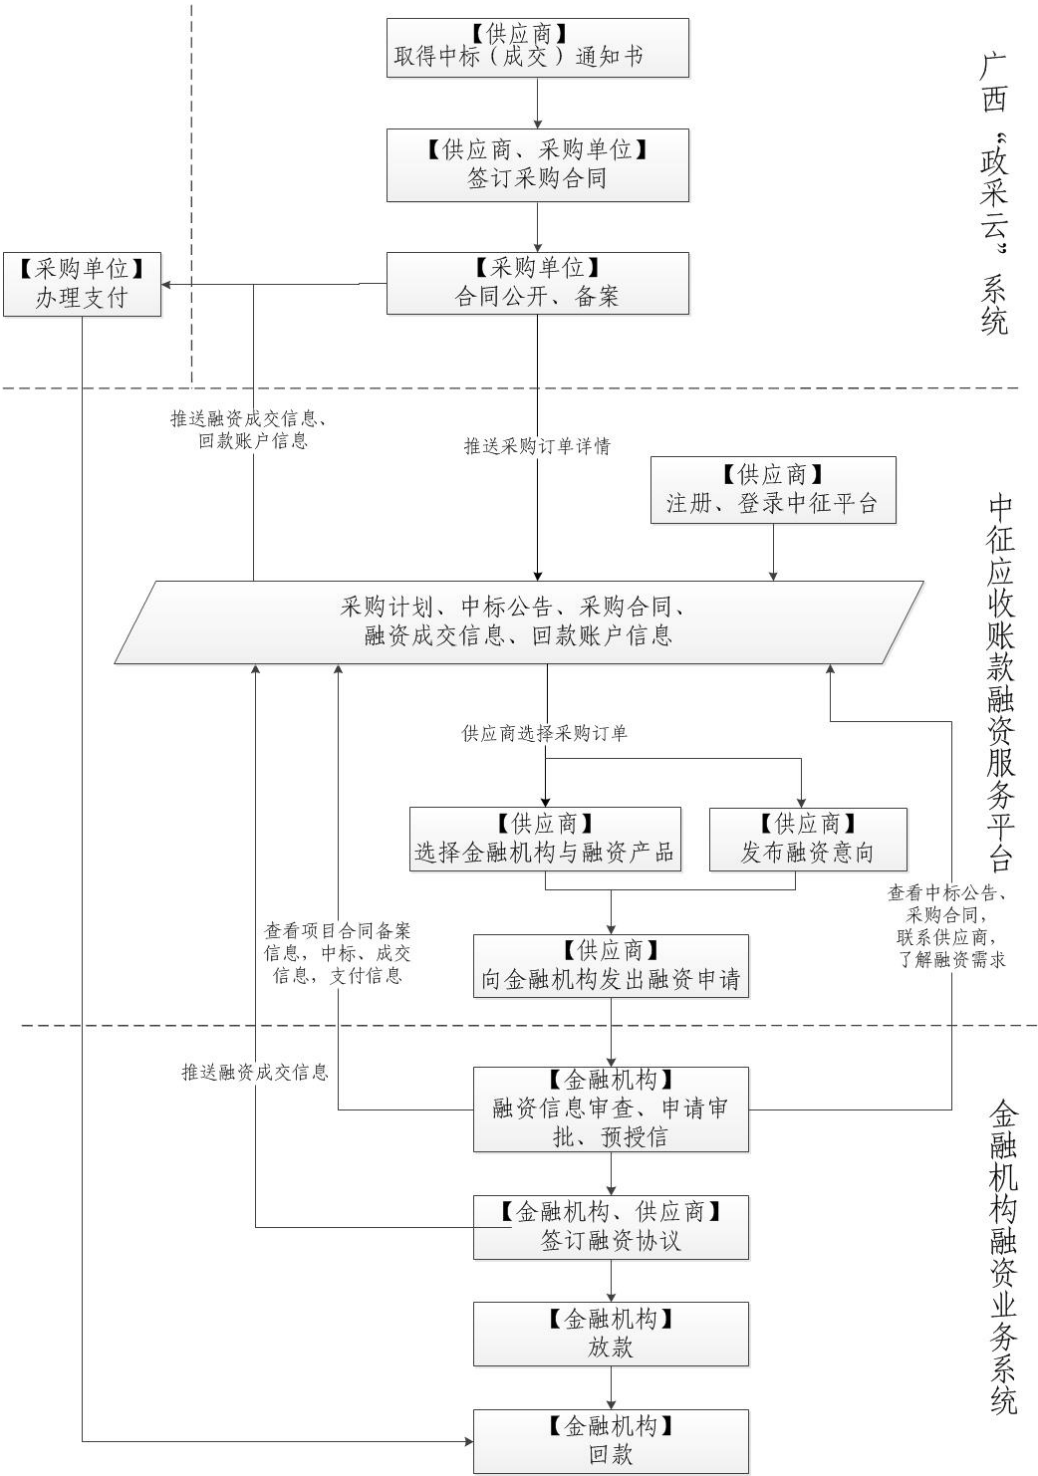 【供应商】
取得中标（成交）通知书
【供应商、采购单位】
签订采购合同
【采购单位】
合同公开、备案
【采购单位】
办理支付
广西“政采云”系统
推送融资成交信息、
回款账户信息
推送采购订单详情
【供应商】
注册、登录中征平台
采购计划、中标公告、采购合同、
融资成交信息、回款账户信息
供应商选择采购订单
【供应商】
选择金融机构与融资产品
【供应商】
发布融资意向
中征应收账款融资服务平台
查看项目合同备案
信息，中标、成交
信息，支付信息
查看中标公告、
采购合同，
联系供应商，
了解融资需求
【供应商】
向金融机构发出融资申请
推送融资成交信息
【金融机构】
融资信息审查、申请审
批、预授信
【金融机构、供应商】
签订融资协议
【金融机构】
放款
【金融机构】
回款
金融机构融资业务系统